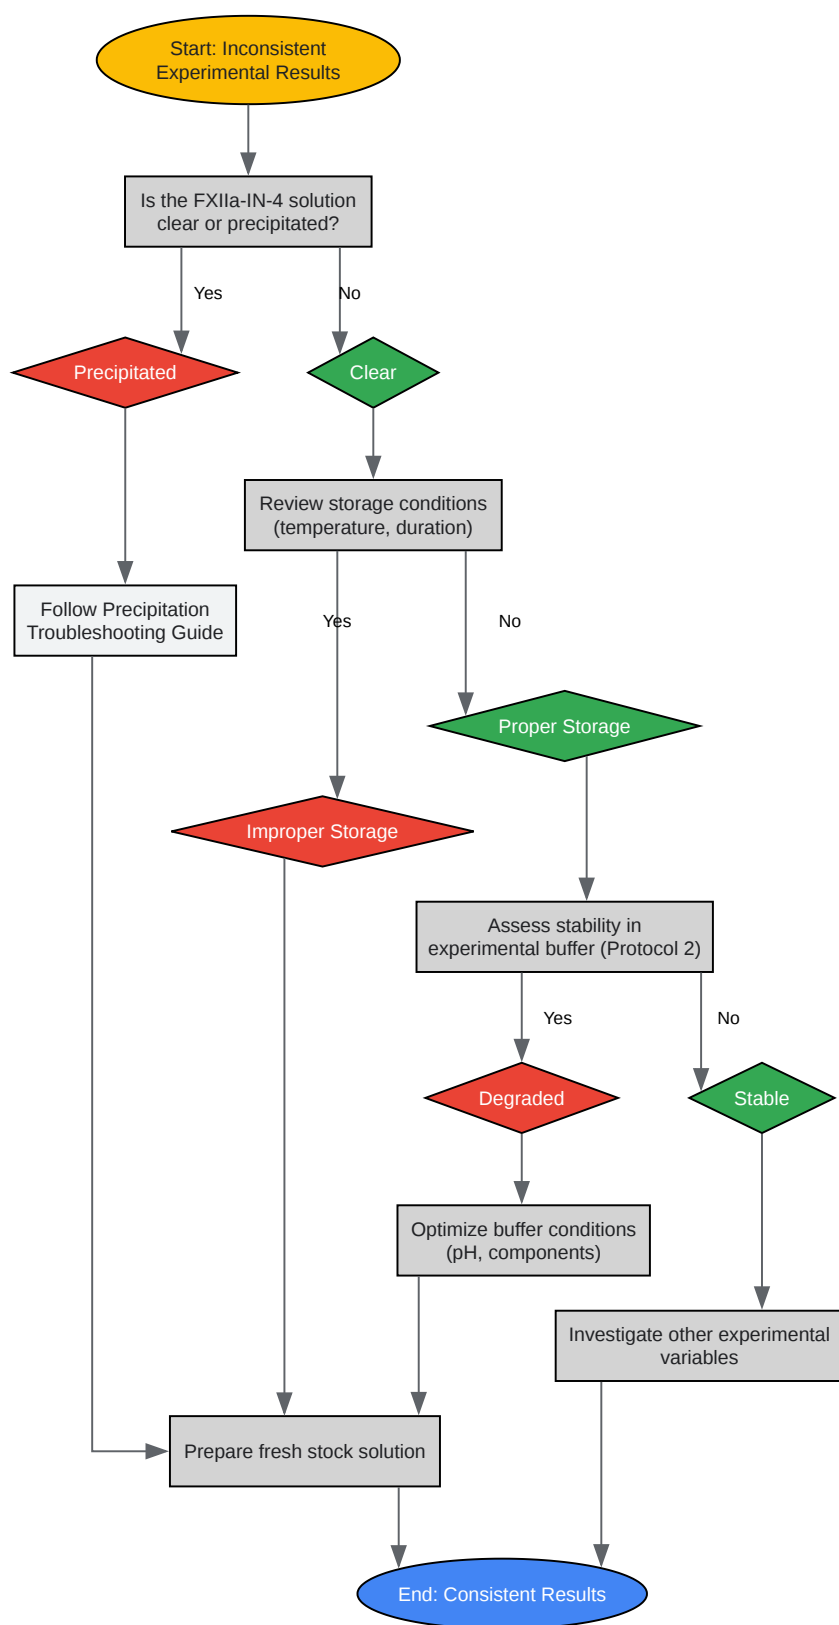 Start: Inconsistent
Experimental Results
Is the FXIIa-IN-4 solution
clear or precipitated?
Yes
No
Precipitated
Clear
Review storage conditions
(temperature, duration)
Follow Precipitation
Troubleshooting Guide
Yes
No
Proper Storage
Improper Storage
Assess stability in
experimental buffer (Protocol 2)
Yes
No
Degraded
Stable
Optimize buffer conditions
(pH, components)
Investigate other experimental
variables
Prepare fresh stock solution
End: Consistent Results